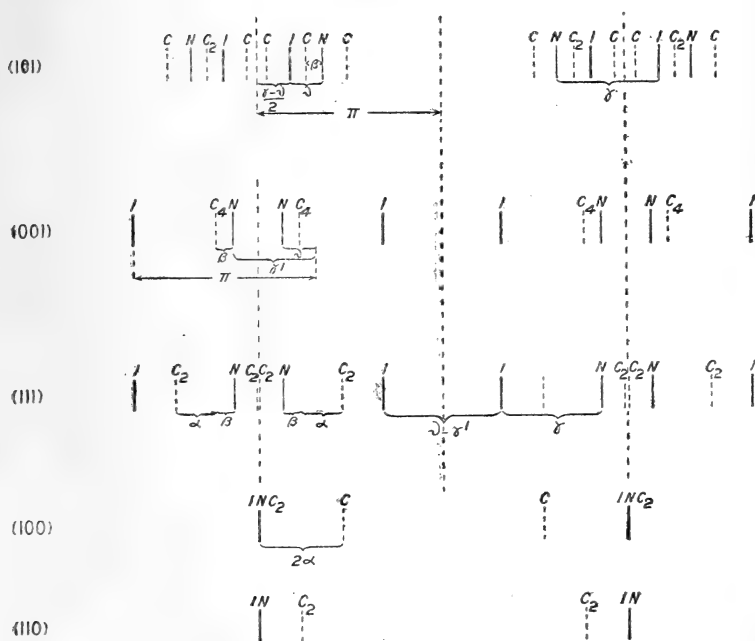 C N C₂ I C C I C N C C N C₂ I C C I C₂ N C
(101)
β
γ-ν/2 ν γ
π
I C₄ N N C₄ I I C₄ N N C₄ I
(001)
β ν
γ'
π
I C₂ N C₂ C₂ N C₂ I I N C₂ C₂ N C₂ I
(111)
α β β α ν-γ' γ
I N C₂ C C I N C₂
(100)
2α
I N C₂ C₂ I N
(110)